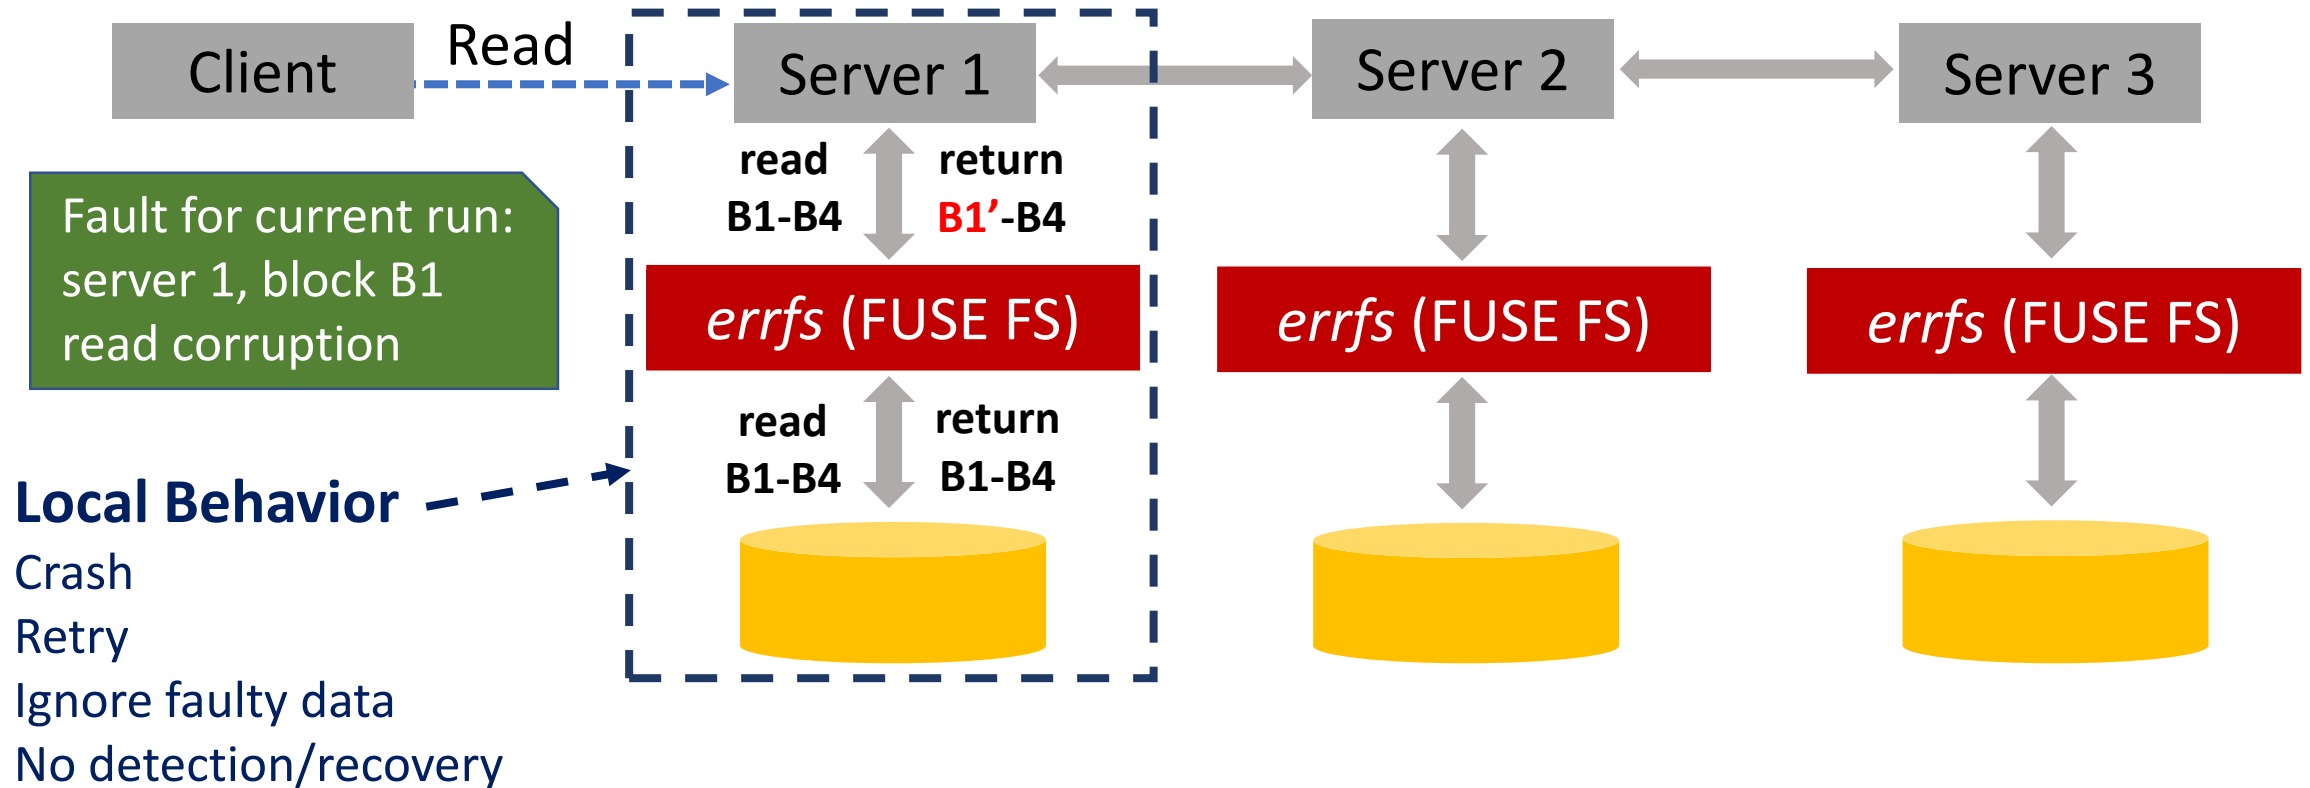 Client
Read
Server 1
Server 2
Server 3
read
B1-B4
return
B1’-B4
Fault for current run:
server 1, block B1
read corruption
errfs (FUSE FS)
errfs (FUSE FS)
errfs (FUSE FS)
read
B1-B4
return
B1-B4
Local Behavior
Crash
Retry
Ignore faulty data
No detection/recovery